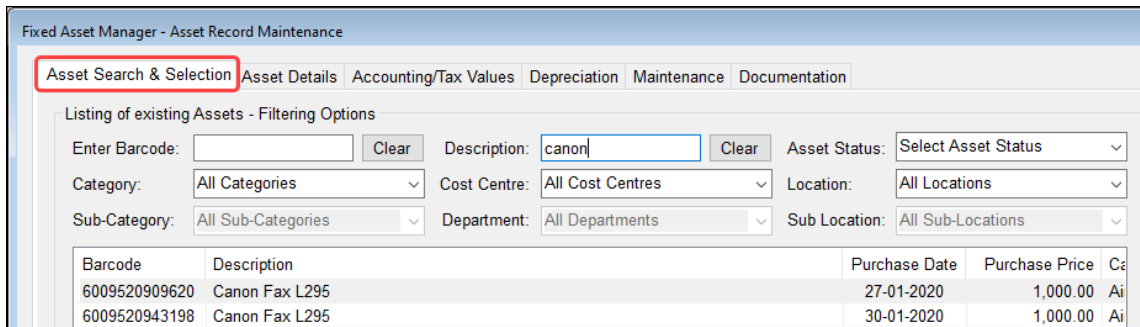 Fixed Asset Manager - Asset Record Maintenance
Asset Search & Selection Asset Details Accounting/Tax Values Depreciation Maintenance Documentation
Listing of existing Assets - Filtering Options
Enter Barcode: Clear Description: canon Clear Asset Status: Select Asset Status
Category: All Categories Cost Centre: All Cost Centres Location: All Locations
Sub-Category: All Sub-Categories Department: All Departments Sub Location: All Sub-Locations
Barcode Description Purchase Date Purchase Price Ca
6009520909620 Canon Fax L295 27-01-2020 1,000.00 Ai
6009520943198 Canon Fax L295 30-01-2020 1,000.00 Ai